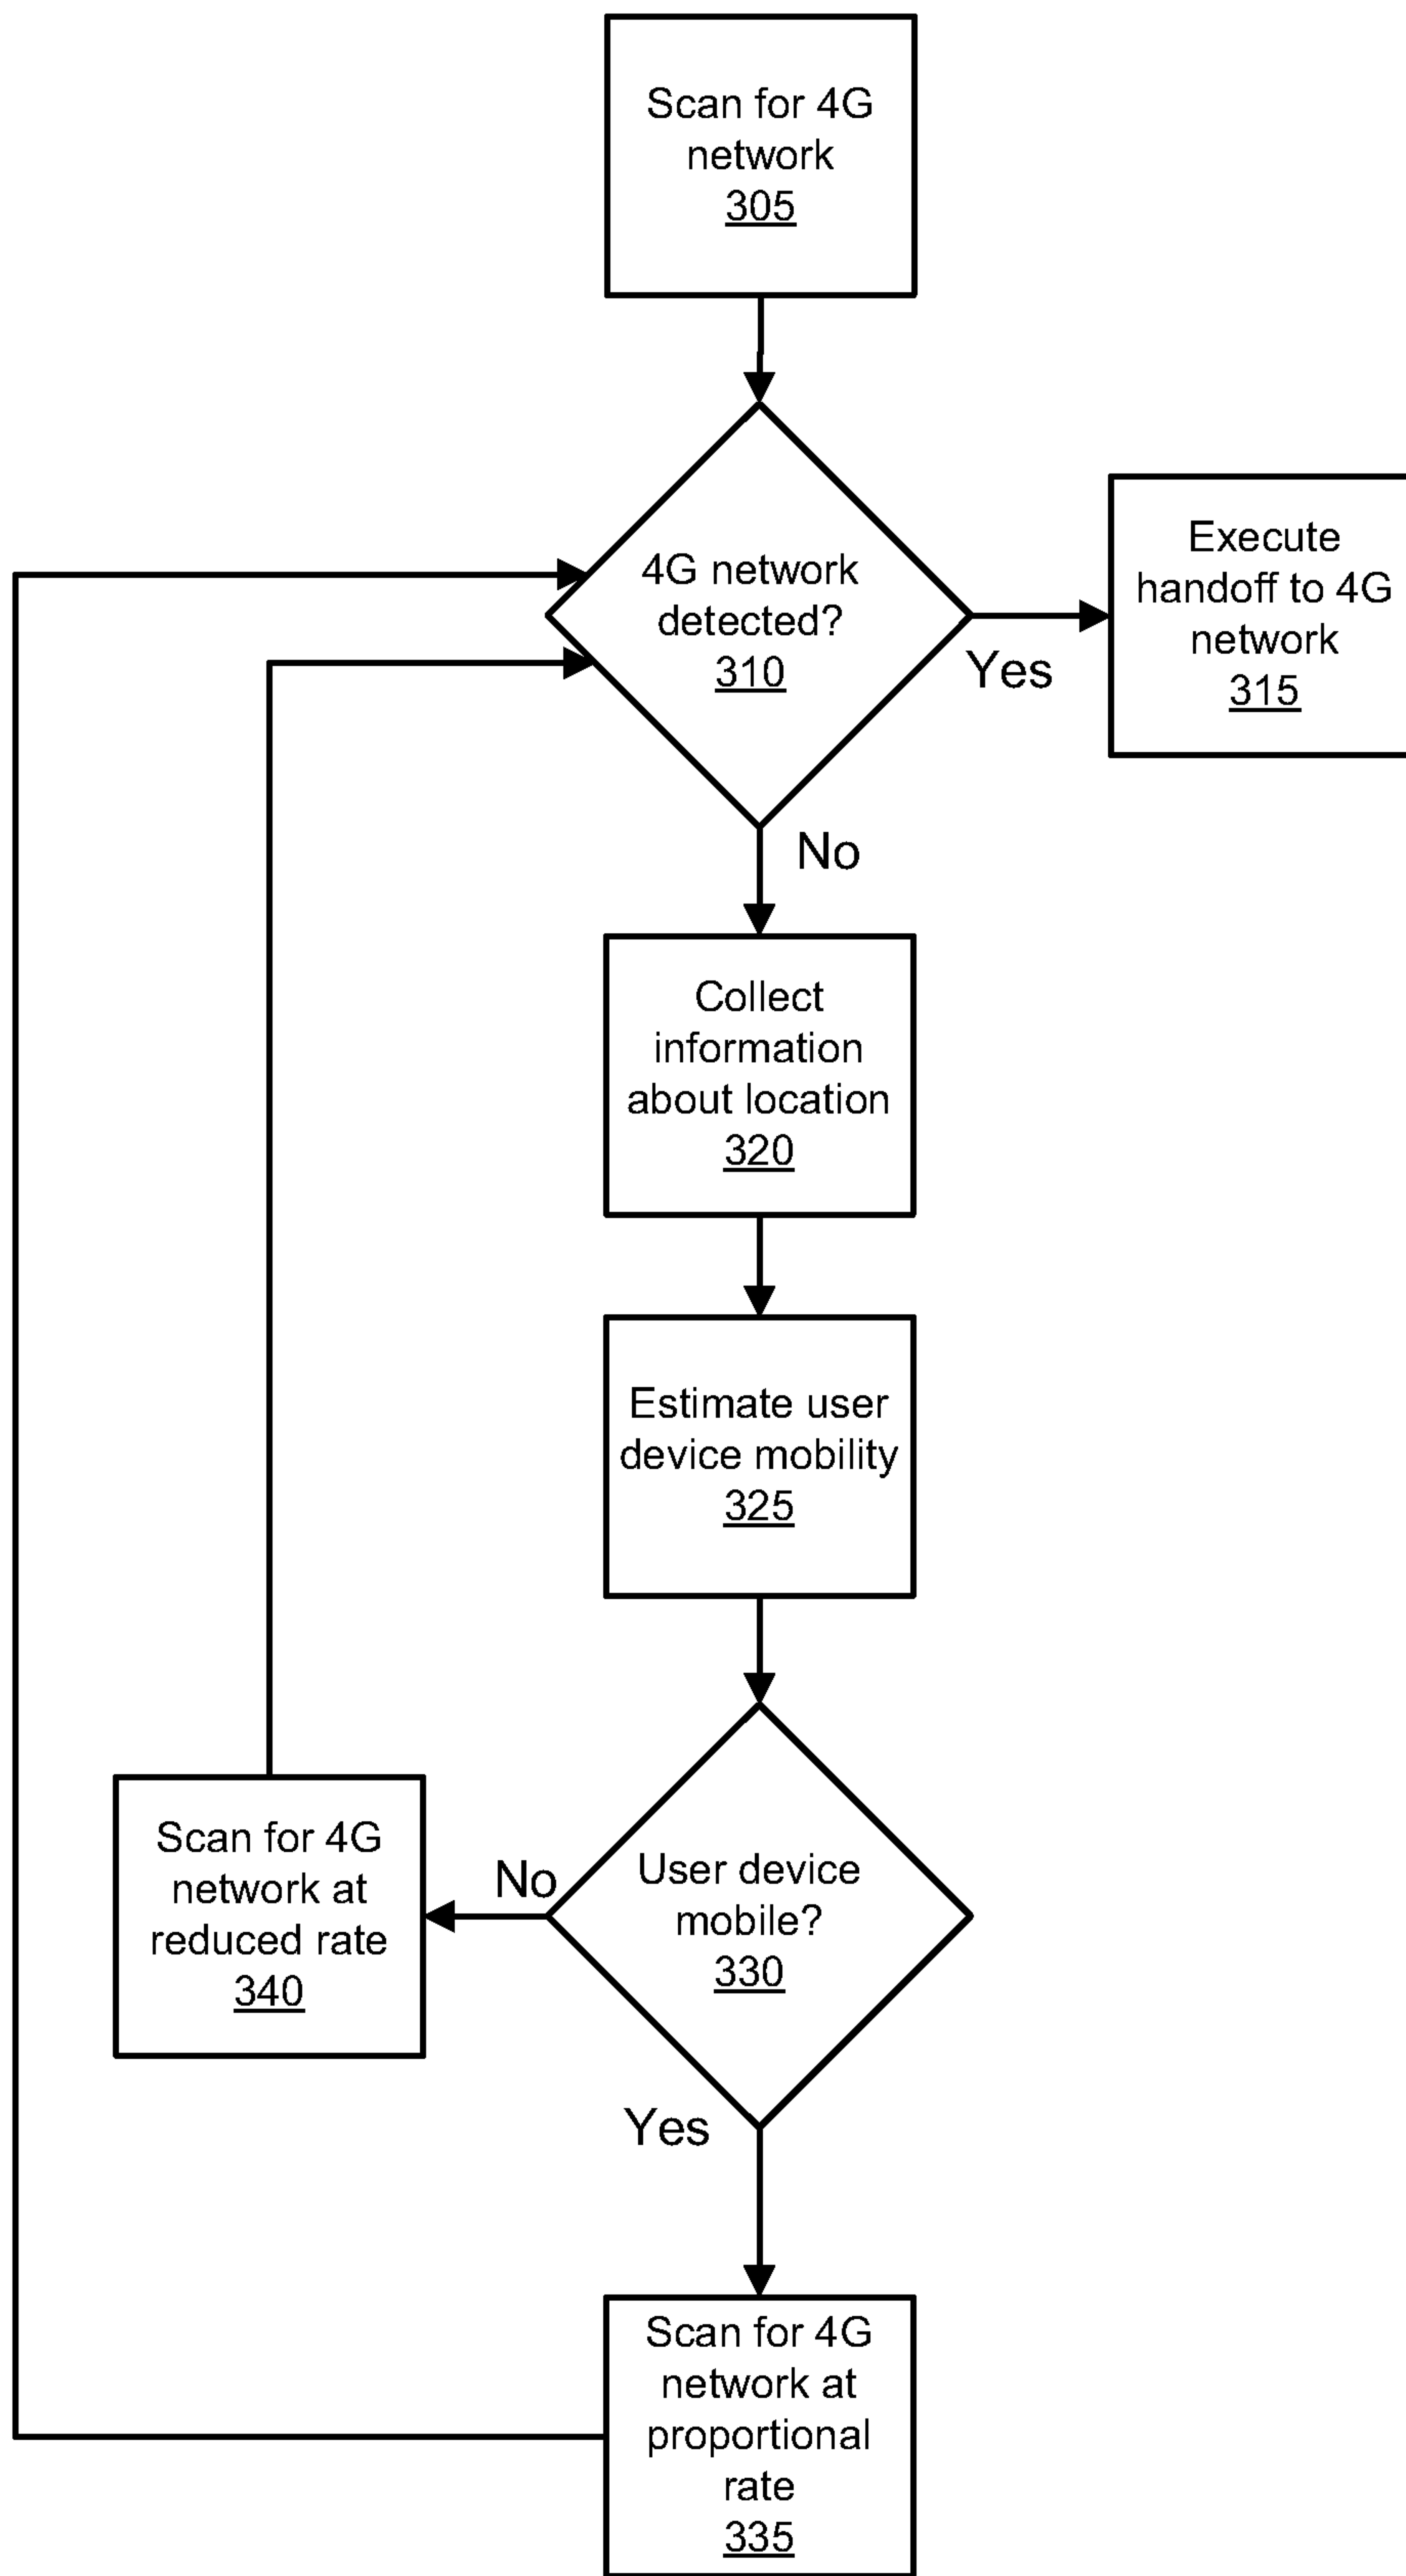 Scan for 4G
network
305
4G network
detected?
310
Yes
Execute
handoff to 4G
network
315
No
Collect
information
about location
320
Estimate user
device mobility
325
User device
mobile?
330
No
Scan for 4G
network at
reduced rate
340
Yes
Scan for 4G
network at
proportional
rate
335